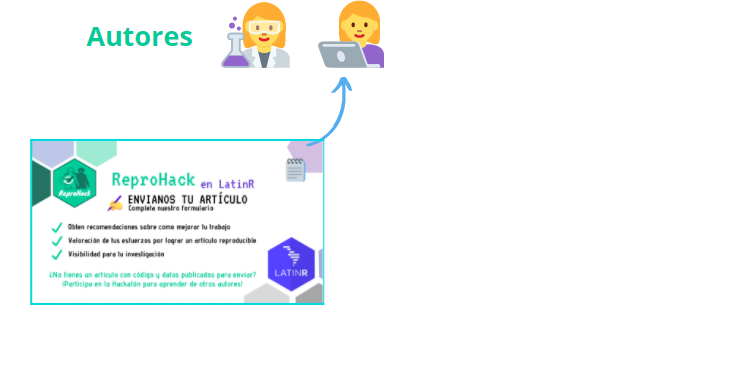 Autores
ReproHack en LatinR
ENVIANOS TU ARTÍCULO
Completa nuestro formulario
Obten recomendaciones sobre como mejorar tu trabajo
Valoración de tus esfuerzos por lograr un artículo reproducible
Visibilidad para tu investigación
¿No tienes un artículo con código y datos publicados para enviar?
¡Participa en la Hackatón para aprender de otros autores!
ReproHack
LATINR